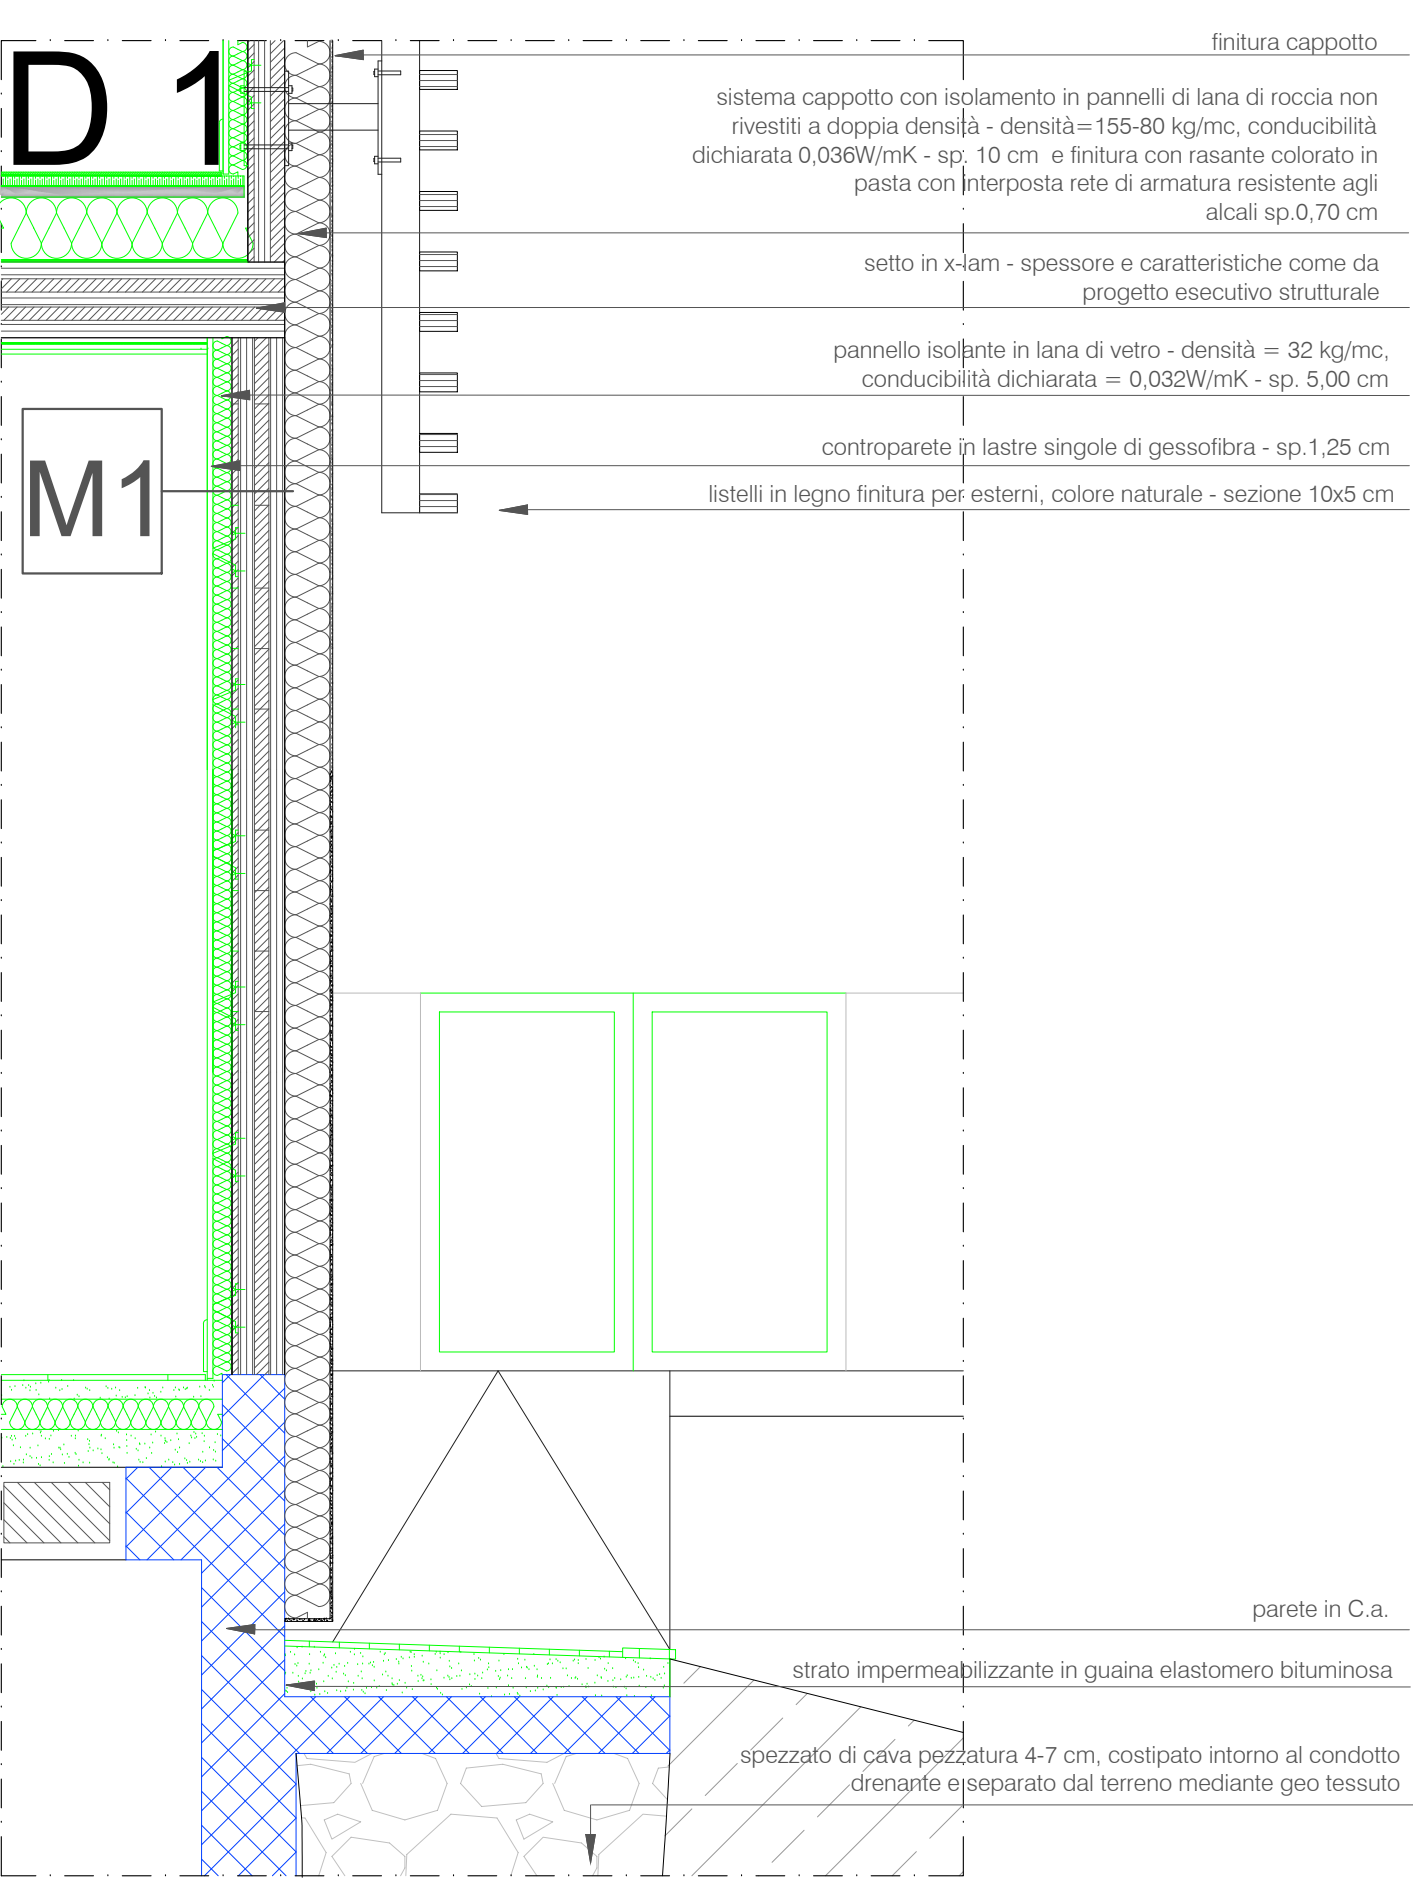 D 1
finitura cappotto
sistema cappotto con isolamento in pannelli di lana di roccia non
rivestiti a doppia densità - densità=155-80 kg/mc, conducibilità
dichiarata 0,036W/mK - sp. 10 cm e finitura con rasante colorato in
pasta con interposta rete di armatura resistente agli
alcali sp.0,70 cm
setto in x-lam - spessore e caratteristiche come da
progetto esecutivo strutturale
pannello isolante in lana di vetro - densità = 32 kg/mc,
conducibilità dichiarata = 0,032W/mK - sp. 5,00 cm
controparete in lastre singole di gessofibra - sp.1,25 cm
M1
listelli in legno finitura per esterni, colore naturale - sezione 10x5 cm
parete in C.a.
strato impermeabilizzante in guaina elastomero bituminosa
spezzato di cava pezzatura 4-7 cm, costipato intorno al condotto
drenante e separato dal terreno mediante geo tessuto